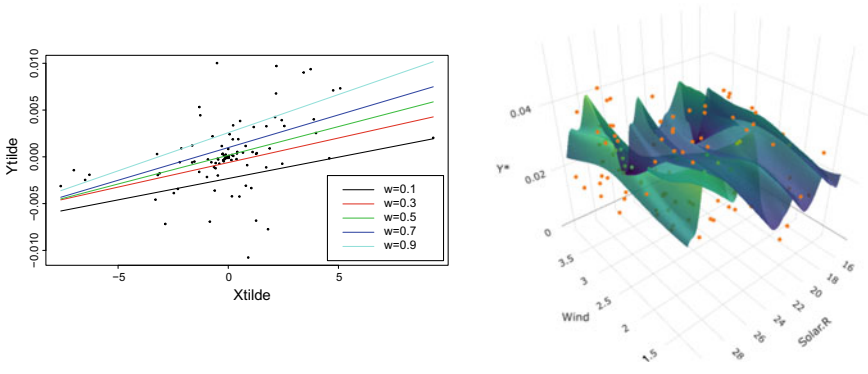 Ytilde
0.010
0.005
0.000
−0.005
−0.010
−5
0
5
Xtilde
w=0.1
w=0.3
w=0.5
w=0.7
w=0.9
Y*
0.04
0.02
0
3.5
3
2.5
2
1.5
Wind
28
26
24
22
20
18
16
Solar.R